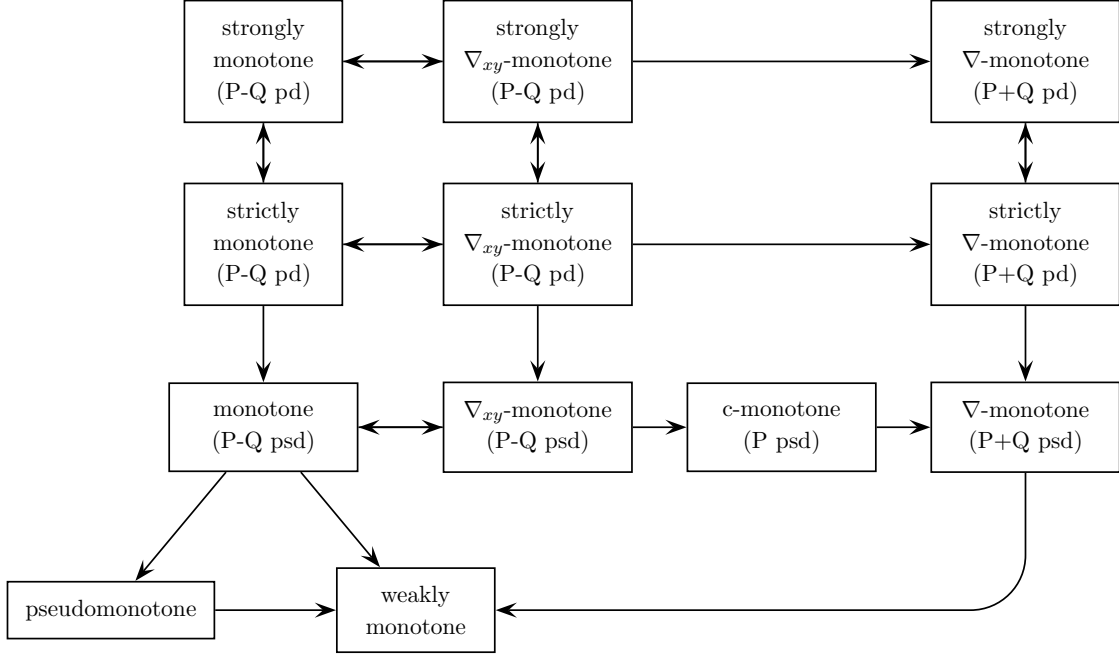 strongly
monotone
(P-Q pd)
strongly
∇xy-monotone
(P-Q pd)
strongly
∇-monotone
(P+Q pd)
strictly
monotone
(P-Q pd)
strictly
∇xy-monotone
(P-Q pd)
strictly
∇-monotone
(P+Q pd)
monotone
(P-Q psd)
∇xy-monotone
(P-Q psd)
c-monotone
(P psd)
∇-monotone
(P+Q psd)
pseudomonotone
weakly
monotone